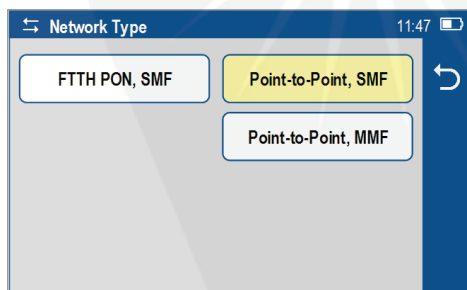 Network Type 11:47
FTTH PON, SMF Point-to-Point, SMF
Point-to-Point, MMF